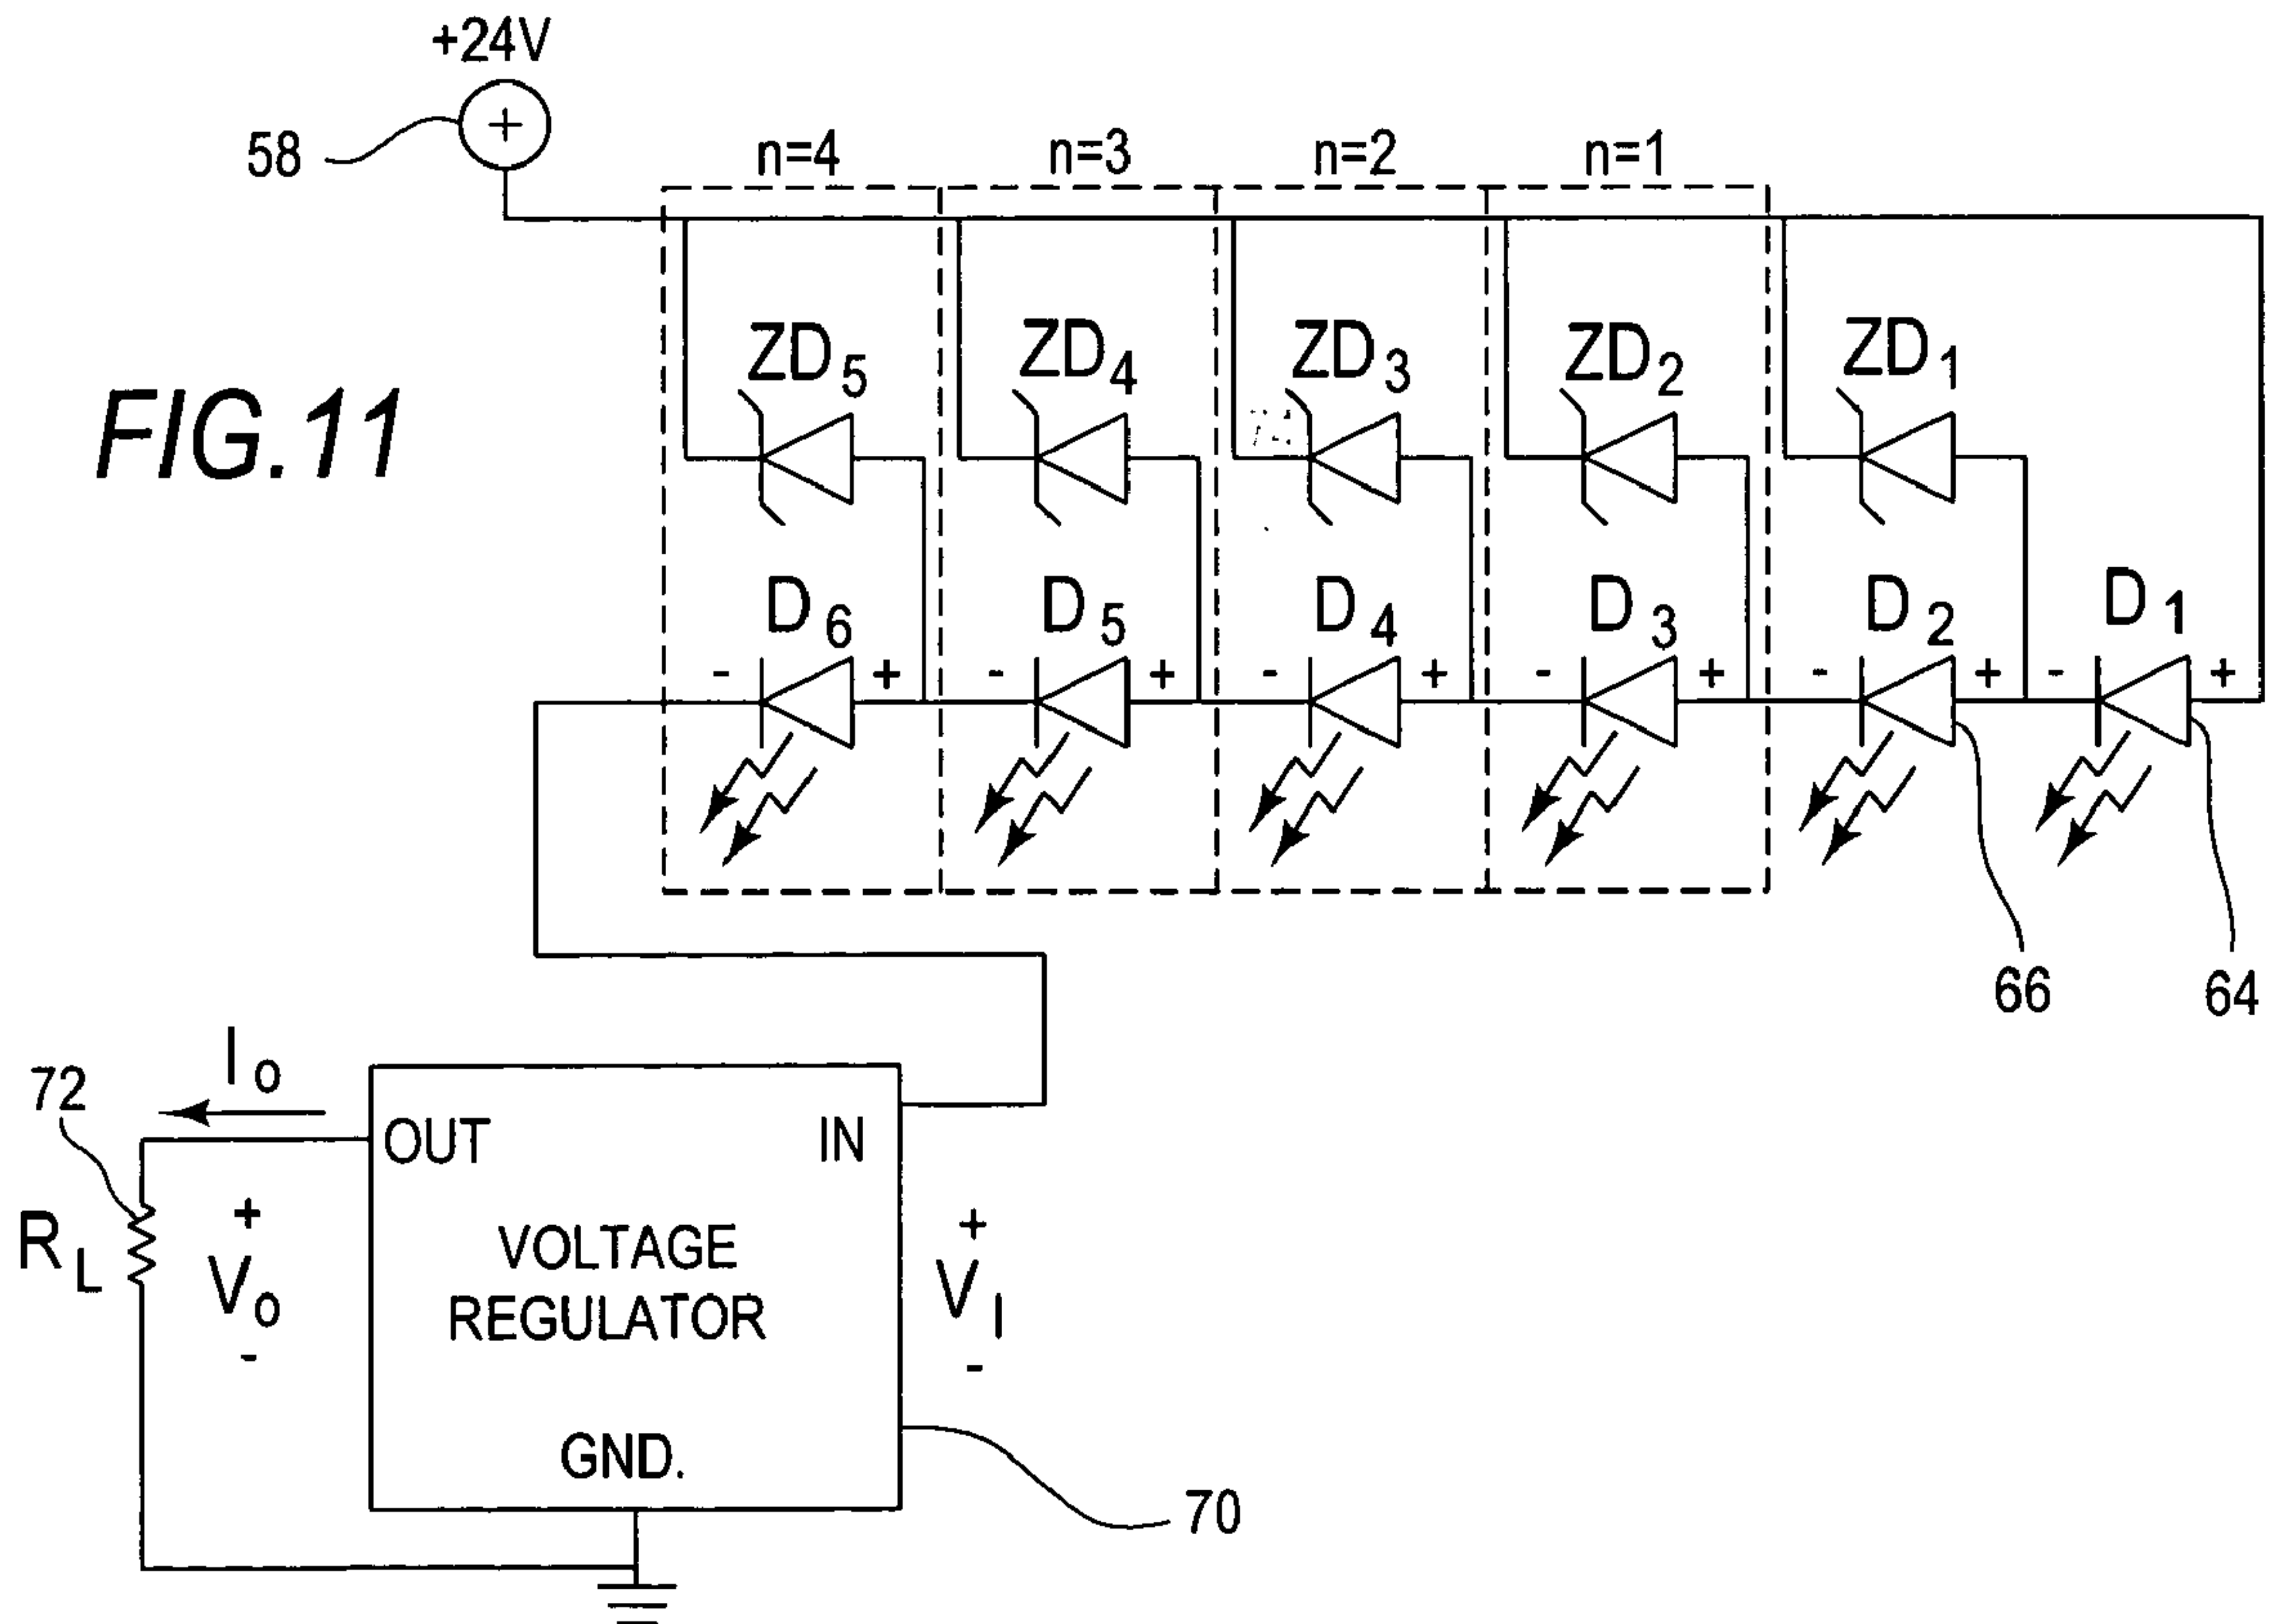 +24V
58
n=4 n=3 n=2 n=1
FIG.11
ZD5 ZD4 ZD3 ZD2 ZD1
D6 D5 D4 D3 D2 D1
- + - + - + - + - + - +
66 64
72
IO
OUT IN
RL
+
VO
-
VOLTAGE
REGULATOR
+
VI
-
GND.
70